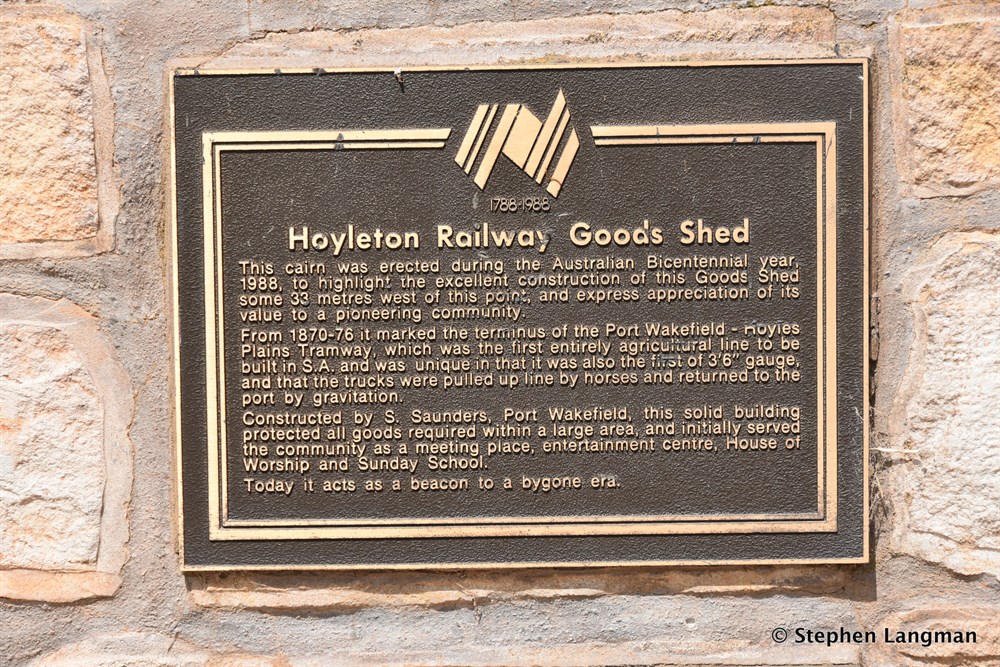 1788-1988
Hoyleton Railway Goods Shed
This cairn was erected during the Australian Bicentennial year,
1988, to highlight the excellent construction of this Goods Shed
some 33 metres west of this point, and express appreciation of its
value to a pioneering community.
From 1870-76 it marked the terminus of the Port Wakefield - Hoyles
Plains Tramway, which was the first entirely agricultural line to be
built in S.A. and was unique in that it was also the first of 3'6" gauge,
and that the trucks were pulled up line by horses and returned to the
port by gravitation.
Constructed by S. Saunders, Port Wakefield, this solid building
protected all goods required within a large area, and initially served
the community as a meeting place, entertainment centre, House of
Worship and Sunday School.
Today it acts as a beacon to a bygone era.
© Stephen Langman